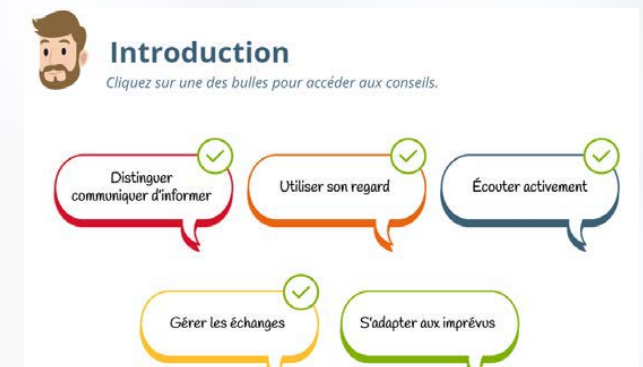 Introduction
Cliquez sur une des bulles pour accéder aux conseils.
Distinguer
communiquer d'informer
Utiliser son regard
Écouter activement
Gérer les échanges
S'adapter aux imprévus